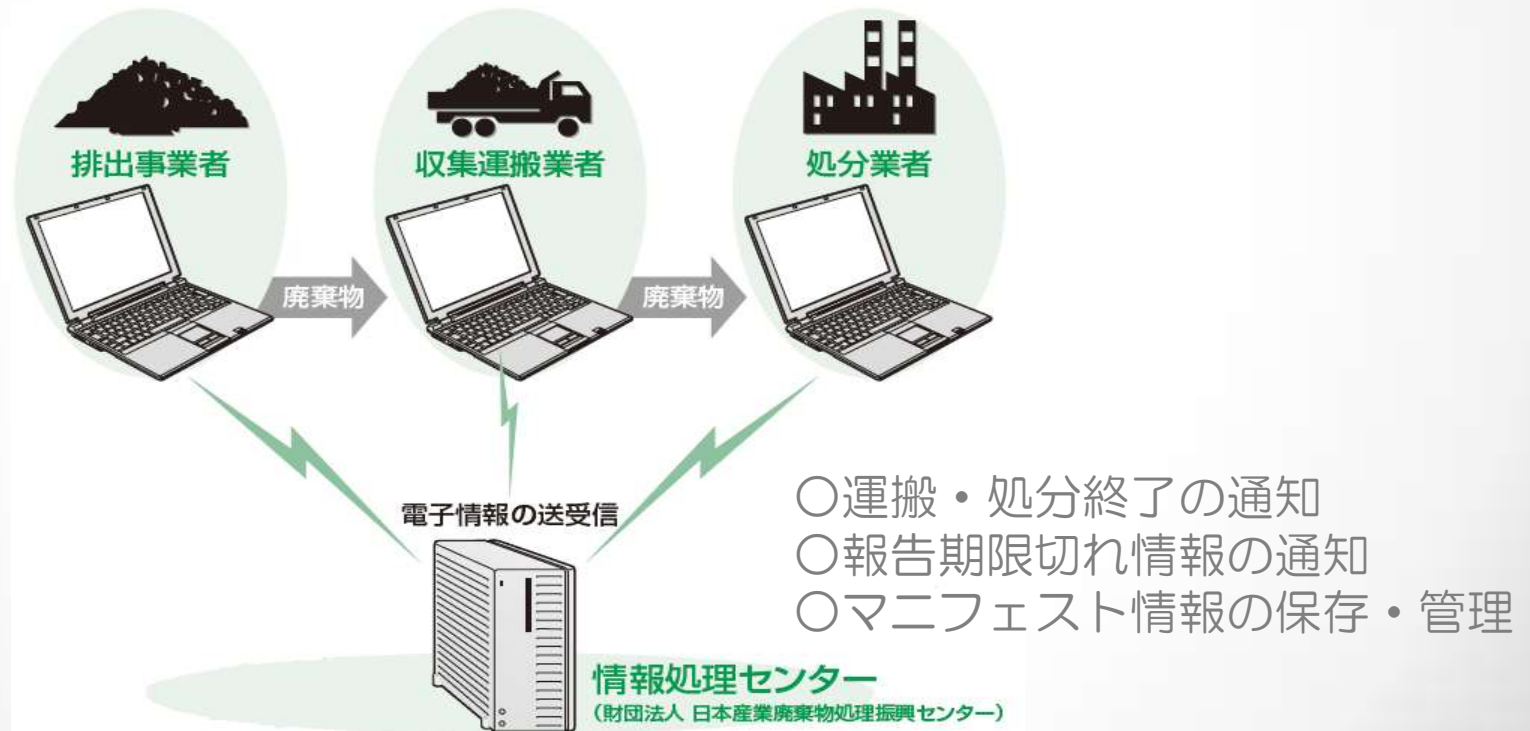 排出事業者
収集運搬業者
処分業者
廃棄物
廃棄物
電子情報の送受信
〇運搬・処分終了の通知
〇報告期限切れ情報の通知
〇マニフェスト情報の保存・管理
情報処理センター
（財団法人 日本産業廃棄物処理振興センター）